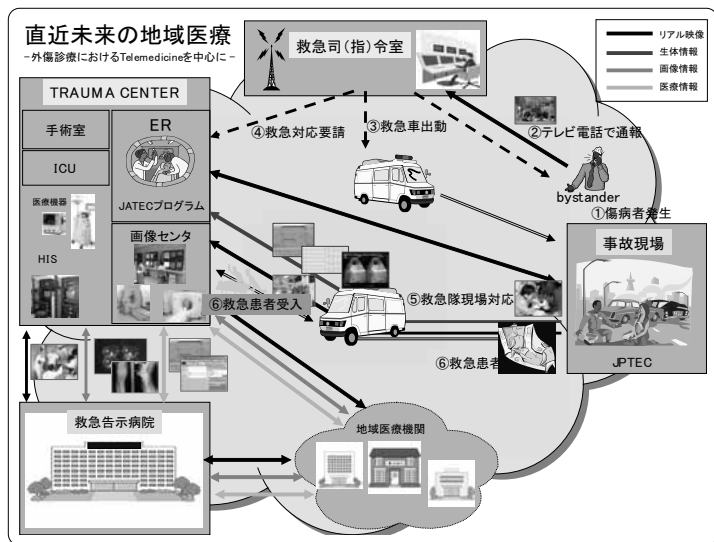 直近未来の地域医療
－外傷診療におけるTelemedicineを中心に－
救急司(指)令室
リアル映像
生体情報
画像情報
医療情報
TRAUMA CENTER
手術室
ER
ICU
JATECプログラム
医療機器
HIS
画像センタ
④救急対応要請
③救急車出動
②テレビ電話で通報
bystander
①傷病者発生
事故現場
JPTEC
⑤救急隊現場対応
⑥救急患者受入
⑥救急患者
救急告示病院
地域医療機関